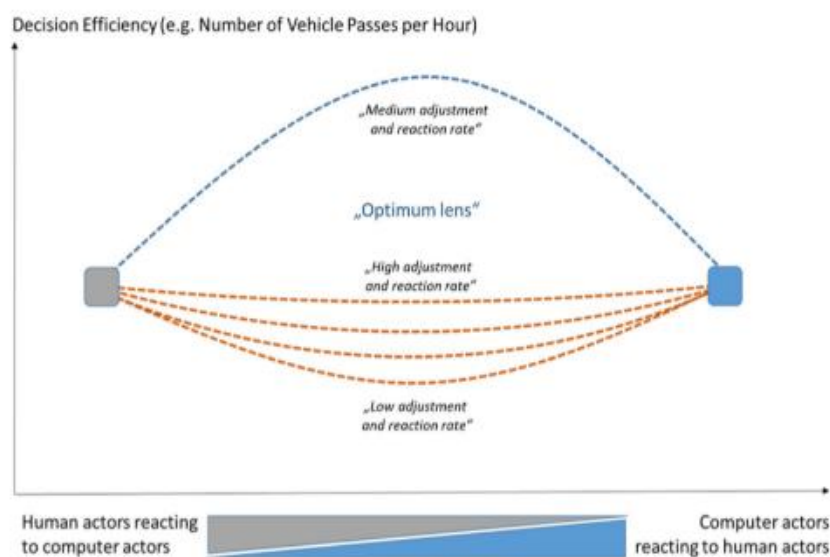 Decision Efficiency (e.g. Number of Vehicle Passes per Hour)
„Medium adjustment
and reaction rate“
„Optimum lens“
„High adjustment
and reaction rate“
„Low adjustment
and reaction rate“
Human actors reacting
to computer actors
Computer actors
reacting to human actors